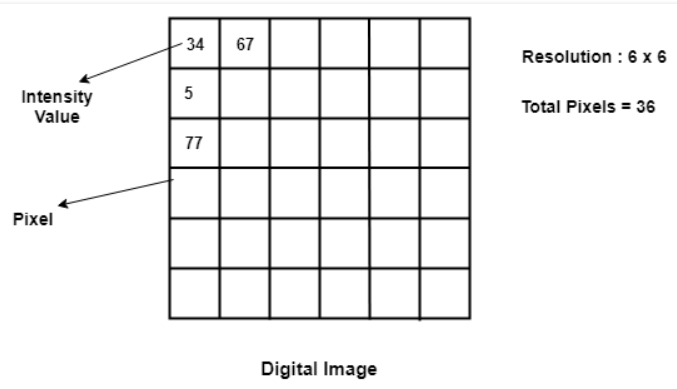 34 67
5
77
Intensity
Value
Pixel
Resolution : 6 x 6
Total Pixels = 36
Digital Image